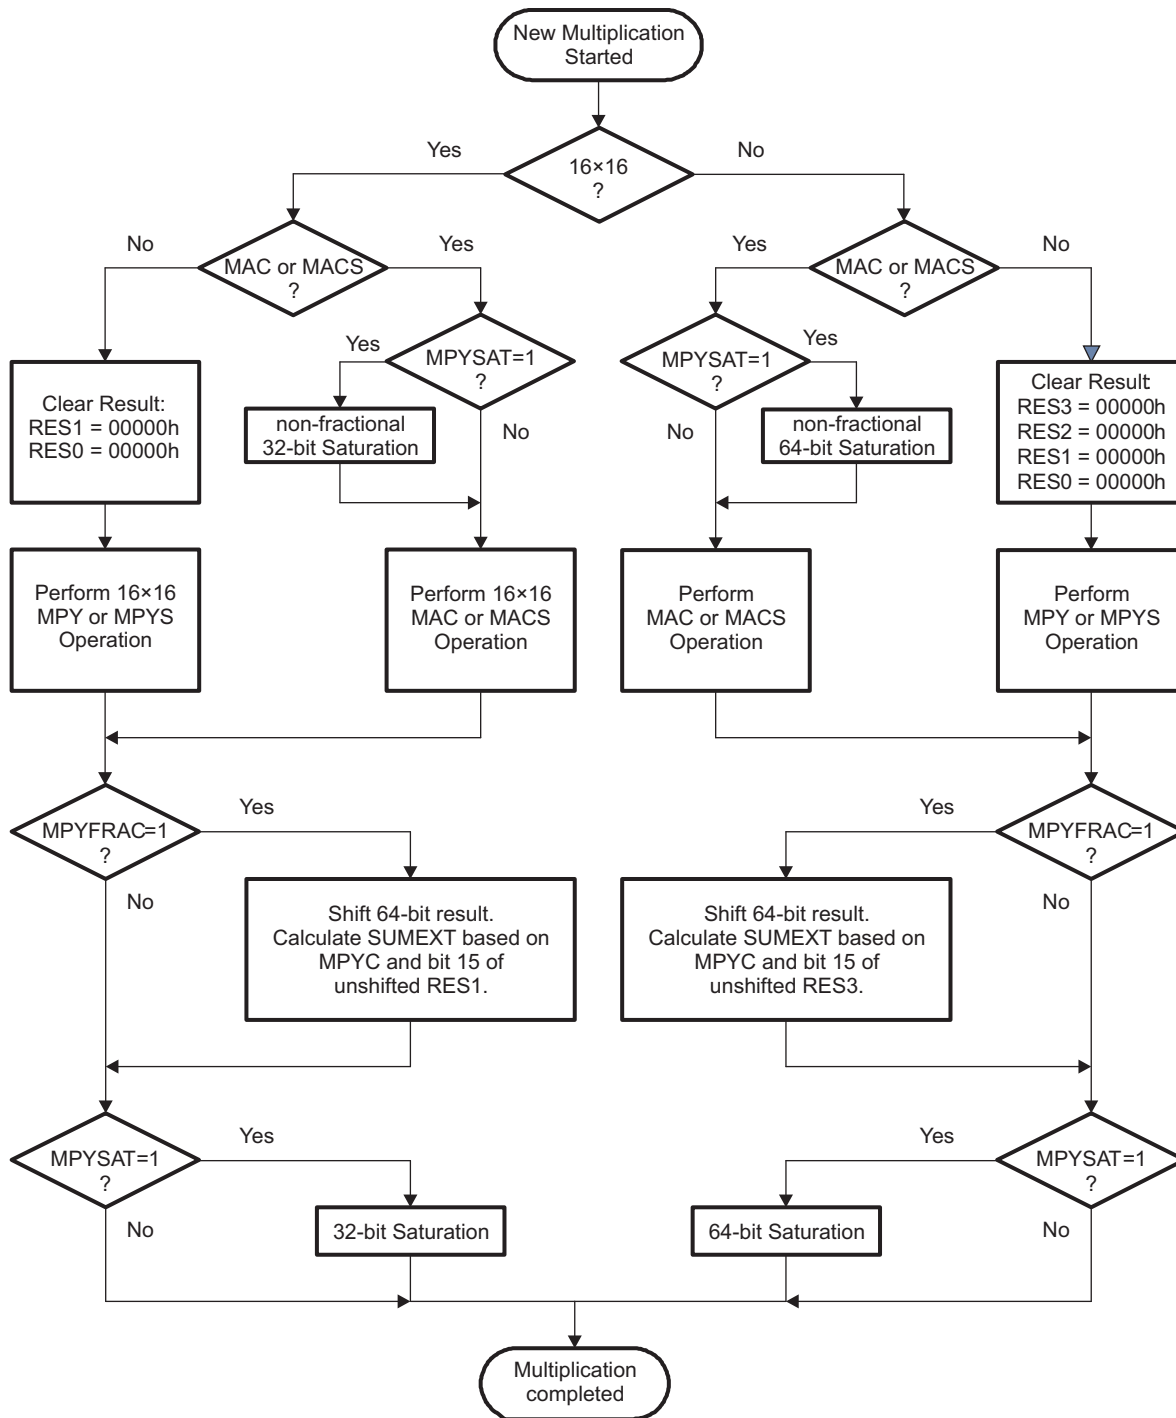 New Multiplication
Started
16×16
?
Yes
No
MAC or MACS
?
No
Yes
MAC or MACS
?
Yes
No
MPYSAT=1
?
Yes
No
MPYSAT=1
?
Yes
No
Clear Result:
RES1 = 00000h
RES0 = 00000h
non-fractional
32-bit Saturation
non-fractional
64-bit Saturation
Clear Result:
RES3 = 00000h
RES2 = 00000h
RES1 = 00000h
RES0 = 00000h
Perform 16×16
MPY or MPYS
Operation
Perform 16×16
MAC or MACS
Operation
Perform
MAC or MACS
Operation
Perform
MPY or MPYS
Operation
MPYFRAC=1
?
Yes
No
Shift 64-bit result.
Calculate SUMEXT based on
MPYC and bit 15 of
unshifted RES1.
MPYFRAC=1
?
Yes
No
Shift 64-bit result.
Calculate SUMEXT based on
MPYC and bit 15 of
unshifted RES3.
MPYSAT=1
?
Yes
No
32-bit Saturation
MPYSAT=1
?
Yes
No
64-bit Saturation
Multiplication
completed